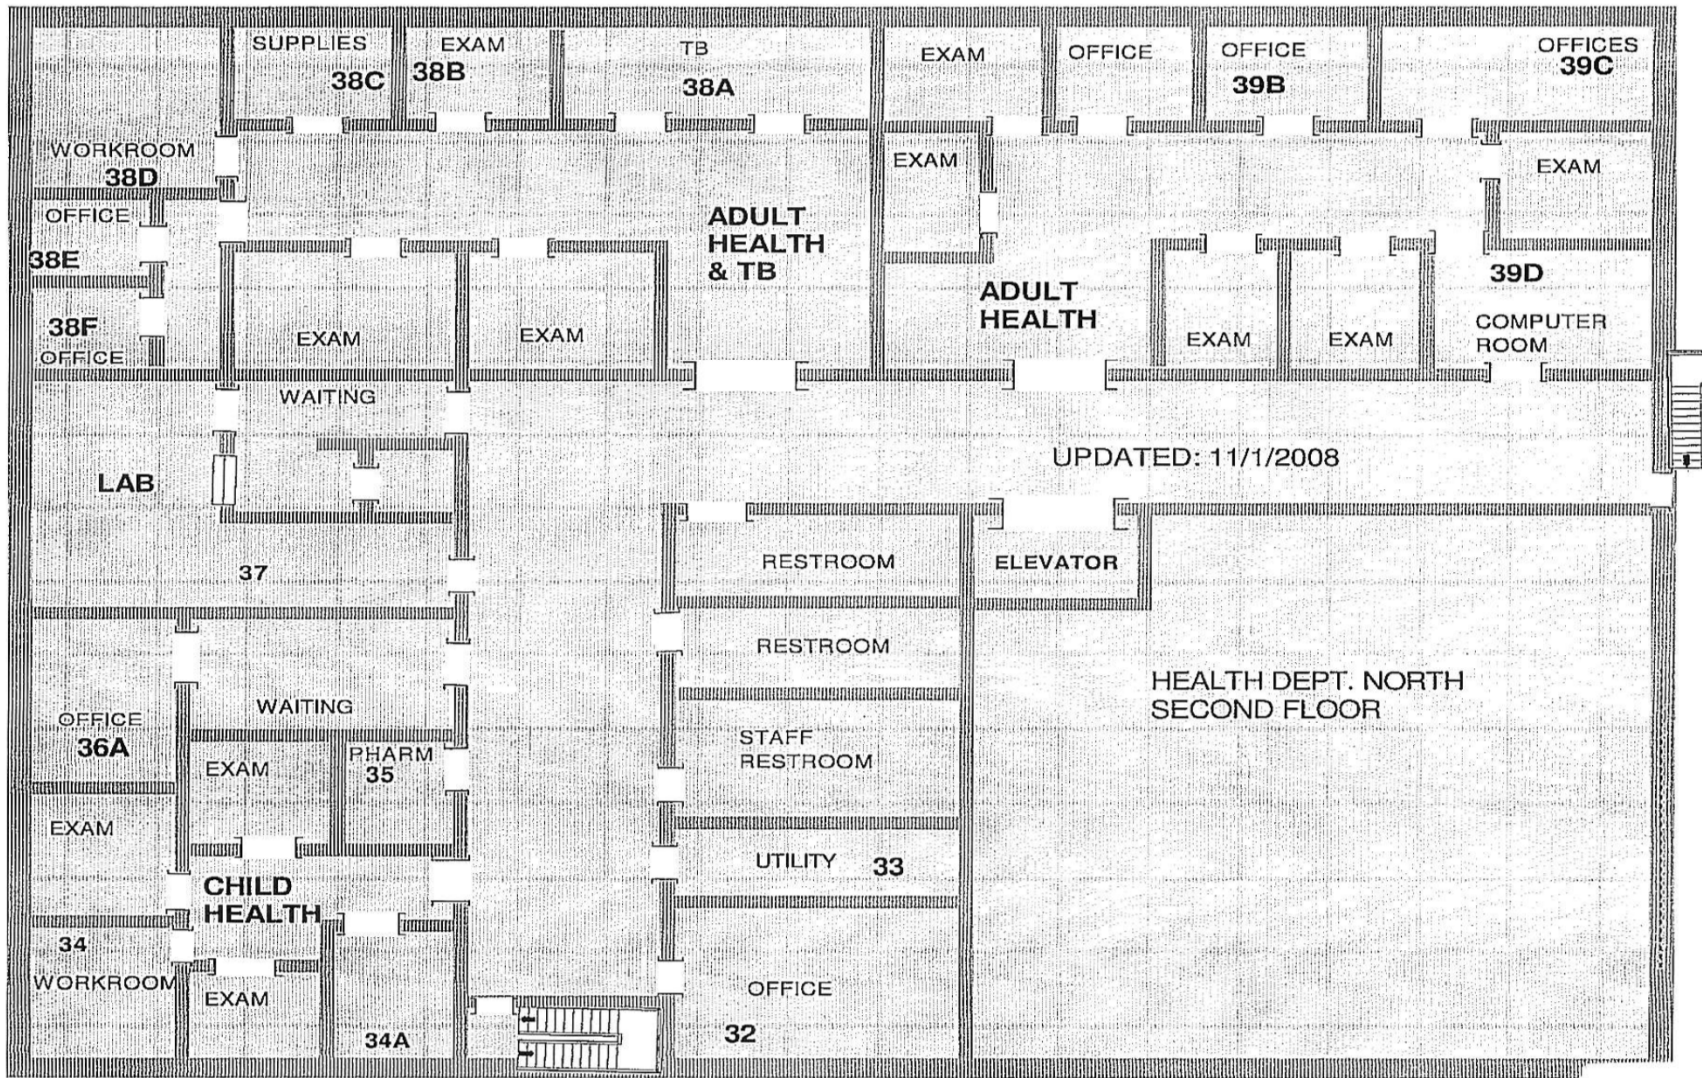 SUPPLIES
38C
EXAM
38B
TB
38A
EXAM
OFFICE
OFFICE
39B
OFFICES
39C
WORKROOM
38D
EXAM
EXAM
OFFICE
38E
ADULT
HEALTH
& TB
39D
38F
OFFICE
EXAM
EXAM
ADULT
HEALTH
EXAM
EXAM
COMPUTER
ROOM
WAITING
LAB
UPDATED: 11/1/2008
37
RESTROOM
ELEVATOR
RESTROOM
OFFICE
36A
WAITING
HEALTH DEPT. NORTH
SECOND FLOOR
EXAM
PHARM
35
STAFF
RESTROOM
EXAM
UTILITY 33
CHILD
HEALTH
34
WORKROOM
EXAM
34A
OFFICE
32